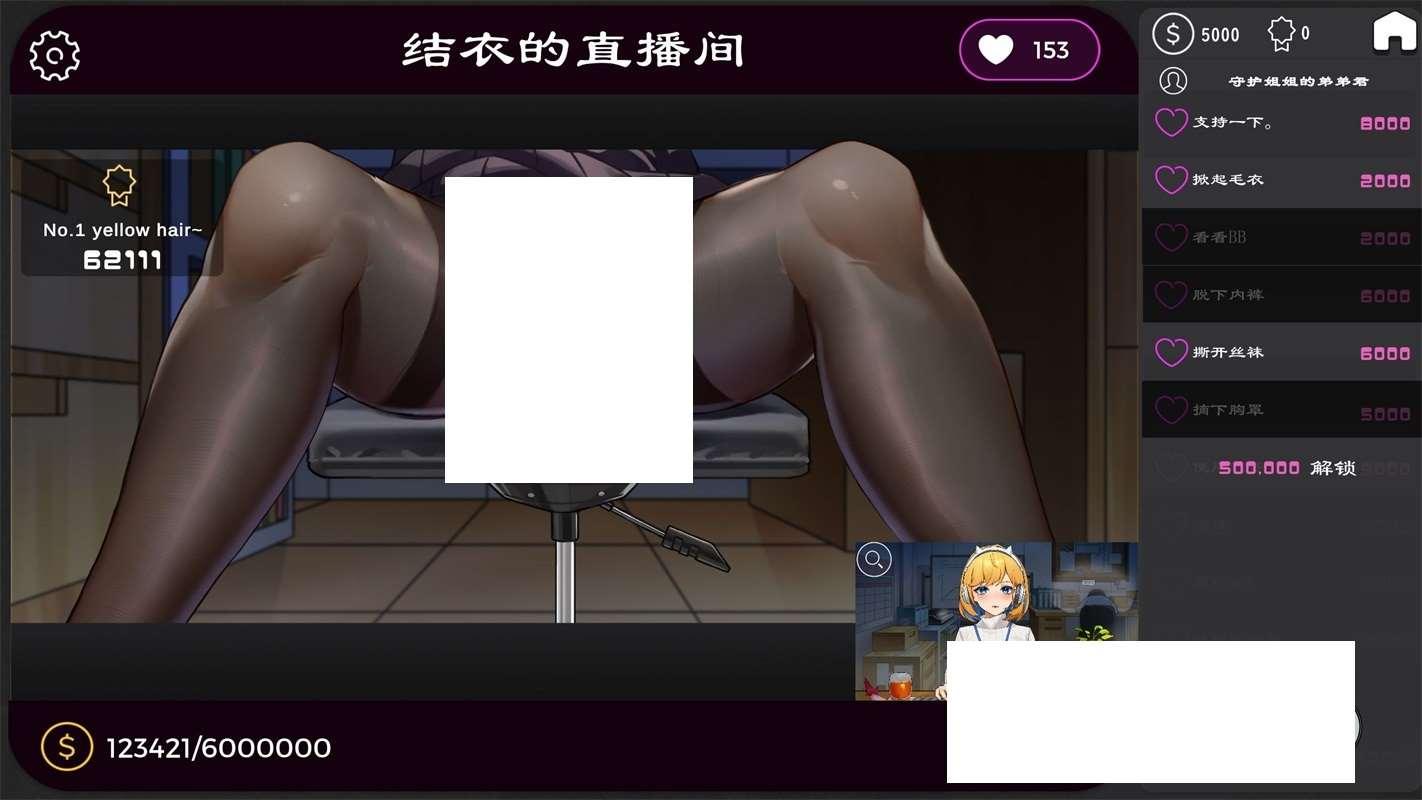 结衣的直播间
153
5000
0
守护姐姐的弟弟君
No.1 yellow hair~
62111
支持一下。 8000
掀起毛衣 2000
看看BB 2000
脱下内裤 6000
撕开丝袜 6000
摘下胸罩 5000
500,000 解锁
123421/6000000